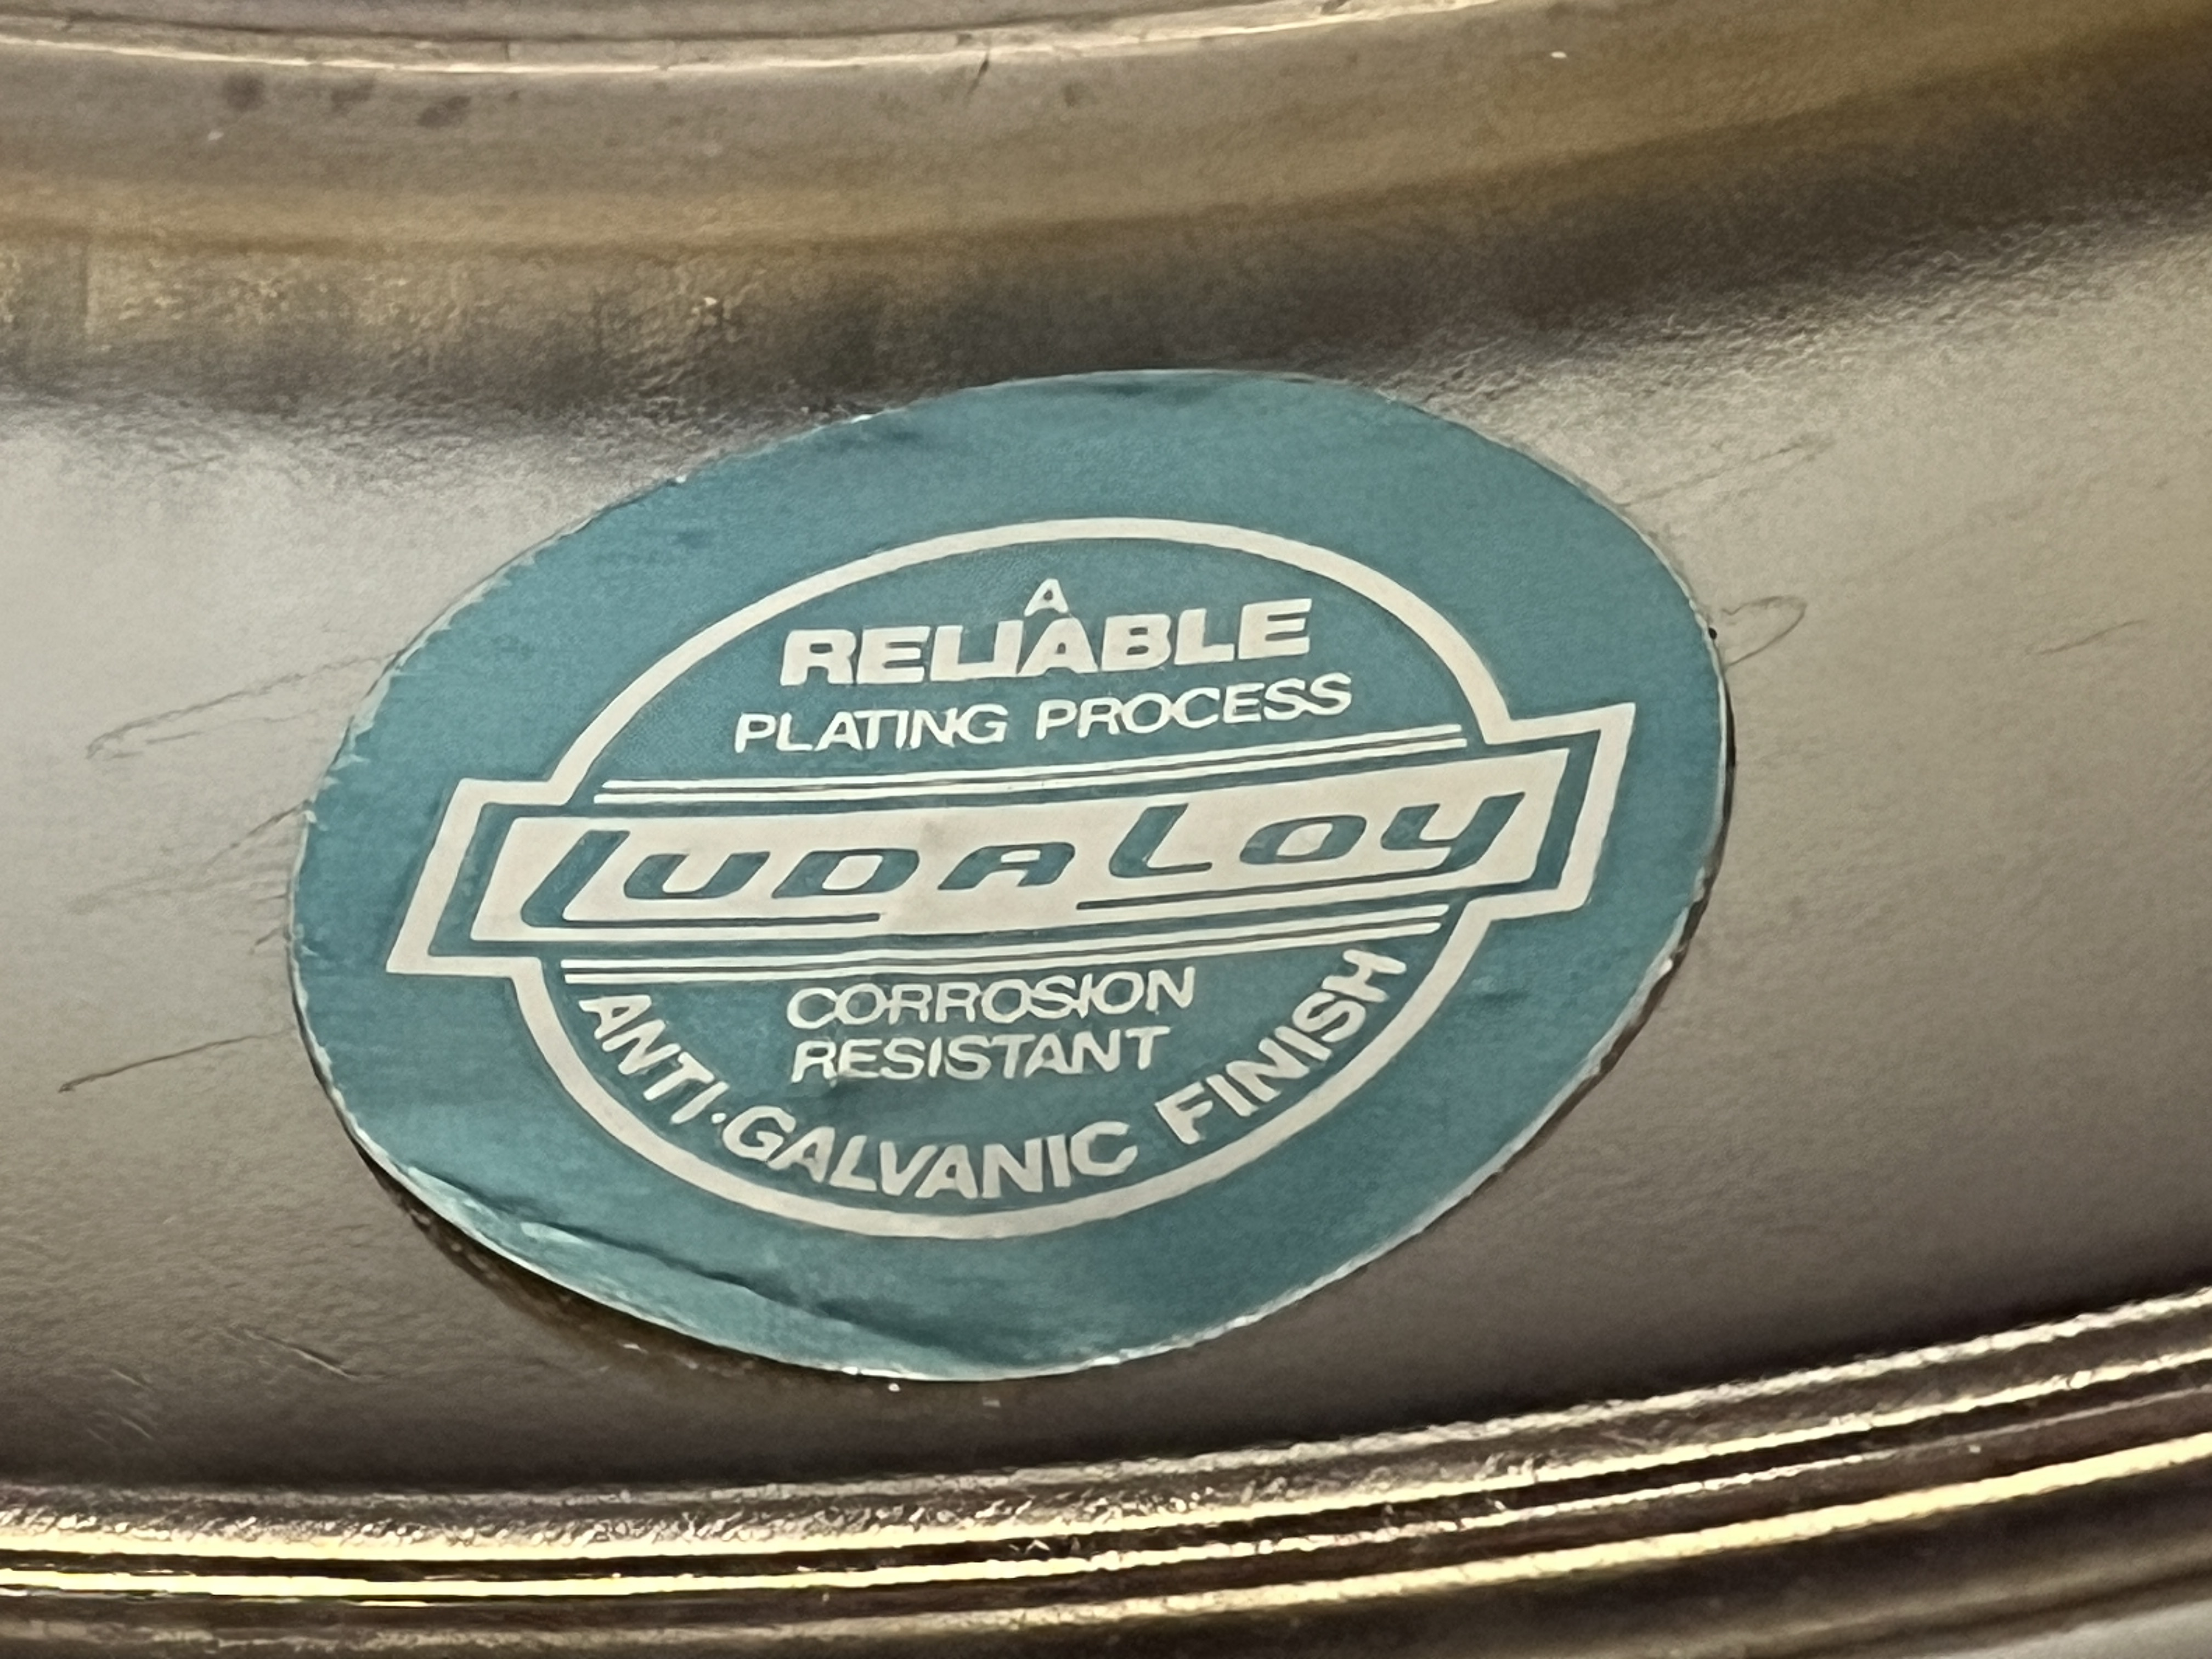 A
RELIABLE
PLATING PROCESS
LUDALOY
CORROSION
RESISTANT
ANTI-GALVANIC FINISH